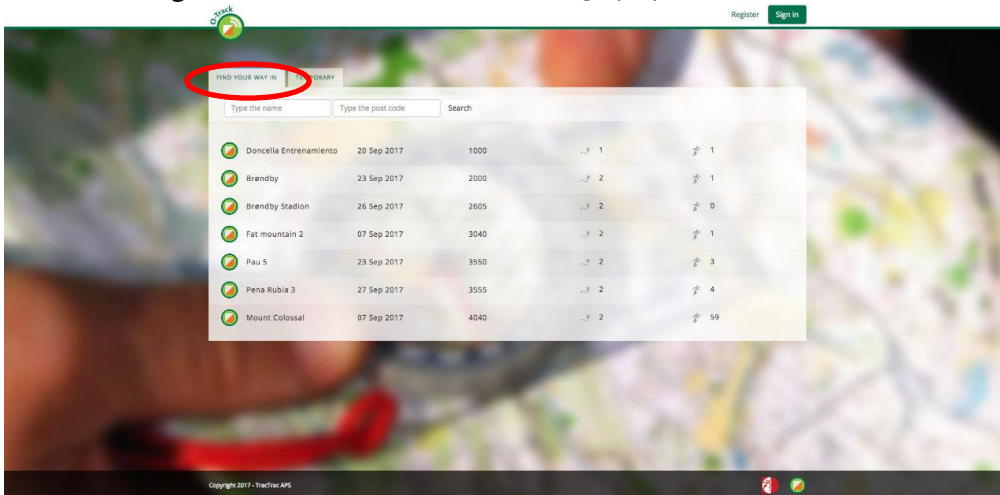 O-Track
Register Sign in
FIND YOUR WAY IN TEMPORARY
Type the name Type the post code Search
Doncella Entrenamiento 20 Sep 2017 1000 1 1
Brøndby 23 Sep 2017 2000 2 1
Brøndby Stadion 26 Sep 2017 2605 2 0
Fat mountain 2 07 Sep 2017 3040 2 1
Pau 5 23 Sep 2017 3550 2 3
Pena Rubia 3 27 Sep 2017 3555 2 4
Mount Colossal 07 Sep 2017 4040 2 59
Copyright 2017 - TracTrac APS